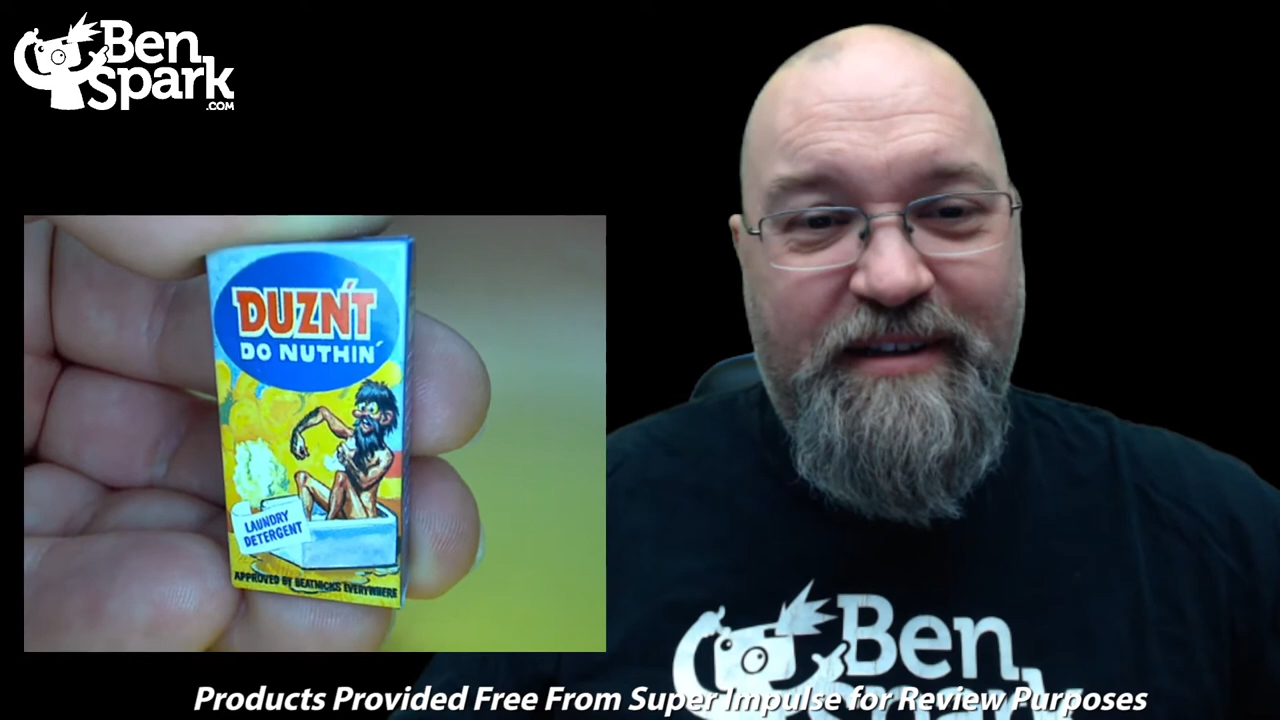 Ben
Spark
.COM
DUZN'T
DO NUTHIN'
LAUNDRY
DETERGENT
APPROVED BY BEATNICKS EVERYWHERE
Ben
Spark
Products Provided Free From Super Impulse for Review Purposes